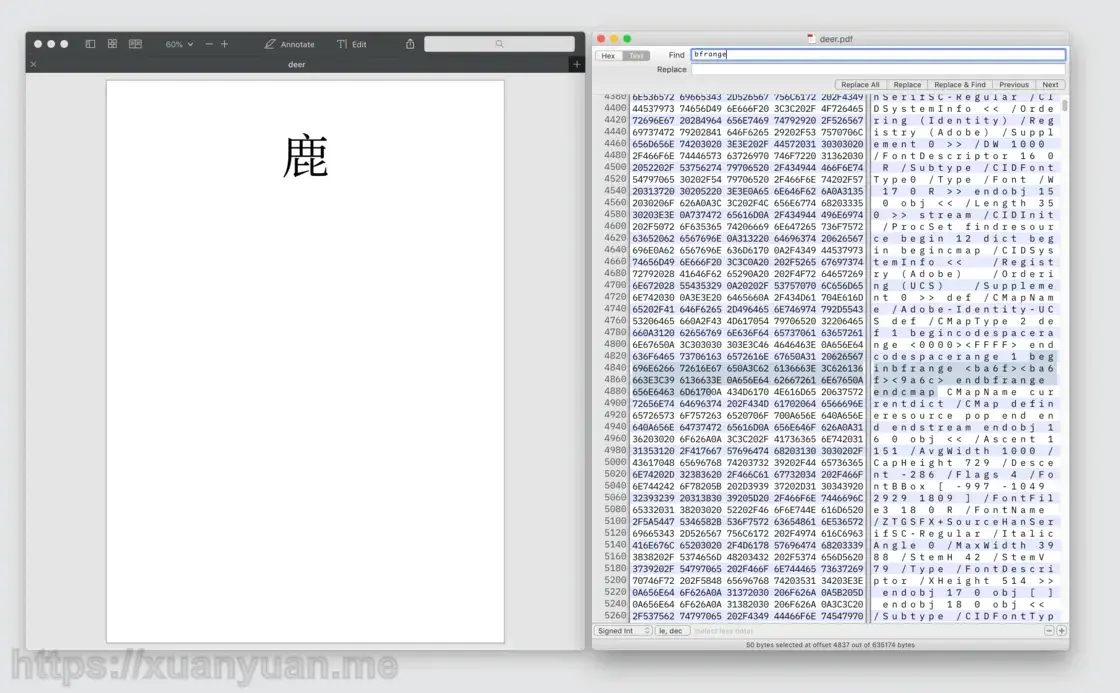 60%
Annotate
Edit
deer
鹿
deer.pdf
Hex Text Find bfrange
Replace
Replace All Replace Replace & Find Previous Next
4380 6E536572 69665343 2D526567 756C6172 202F4349 nSerifSC-Regular /CI
4400 44537973 74656D49 6E666F20 3C3C202F 4F726465 DSystemInfo << /Orde
4420 72696E67 20284964 656E7469 74792920 2F526567 ring (Identity) /Reg
4440 69737472 79202841 646F6265 29202F53 7570706C istry (Adobe) /Suppl
4460 656D656E 74203020 3E3E202F 44572031 30303020 ement 0 >> /DW 1000
4480 2F466F6E 74446573 63726970 746F7220 31362030 /FontDescriptor 16 0
4500 2052202F 53756274 79706520 2F434944 466F6E74 R /Subtype /CIDFont
4520 54797065 30202F54 79706520 2F466F6E 74202F57 Type0 /Type /Font /W
4540 20313720 30205220 3E3E0A65 6E646F62 6A0A3135 17 0 R >> endobj 15
4560 2030206F 626A0A3C 3C202F4C 656E6774 68203335 0 obj << /Length 35
4580 30203E3E 0A737472 65616D0A 2F434944 496E6974 0 >> stream /CIDInit
4600 202F5072 6F635365 74206669 6E647265 736F7572 /ProcSet findresour
4620 63652062 6567696E 0A313220 64696374 20626567 ce begin 12 dict beg
4640 696E0A62 6567696E 636D6170 0A2F4349 44537973 in begincmap /CIDSys
4660 74656D49 6E666F20 3C3C0A20 202F5265 67697374 temInfo << /Regist
4680 72792028 41646F62 65290A20 202F4F72 64657269 ry (Adobe) /Orderi
4700 6E672028 55435329 0A20202F 53757070 6C656D65 ng (UCS) /Suppleme
4720 6E742030 0A3E3E20 6465660A 2F434D61 704E616D nt 0 >> def /CMapNam
4740 65202F41 646F6265 2D496465 6E746974 792D5543 e /Adobe-Identity-UC
4760 53206465 660A2F43 4D617054 79706520 32206465 S def /CMapType 2 de
4780 660A3120 62656769 6E636F64 65737061 63657261 f 1 begincodespacera
4800 6E67650A 3C303030 303E3C46 4646463E 0A656E64 nge <0000><FFFF> end
4820 636F6465 73706163 6572616E 67650A31 20626567 codespacerange 1 beg
4840 696E6266 72616E67 650A3C62 6136663E 3C626136 inbfrange <ba6f><ba6
4860 663E3C39 6136633E 0A656E64 62667261 6E67650A f><9a6c> endbfrange
4880 656E6463 6D61700A 434D6170 4E616D65 20637572 endcmap CMapName cur
4900 72656E74 64696374 202F434D 61702064 6566696E rentdict /CMap defin
4920 65726573 6F757263 6520706F 700A656E 640A656E eresource pop end en
4940 640A656E 64737472 65616D0A 656E646F 626A0A31 d endstream endobj 1
4960 36203020 6F626A0A 3C3C202F 41736365 6E742031 6 0 obj << /Ascent 1
4980 31353120 2F417667 57696474 68203130 3030202F 151 /AvgWidth 1000 /
5000 43617048 65696768 74203732 39202F44 65736365 CapHeight 729 /Desce
5020 6E74202D 32383620 2F466C61 67732034 202F466F nt -286 /Flags 4 /Fo
5040 6E744242 6F78205B 202D3939 37202D31 30343920 ntBBox [ -997 -1049
5060 32393239 20313830 39205D20 2F466F6E 7446696C 2929 1809 ] /FontFil
5080 65332031 38203020 52202F46 6F6E744E 616D6520 e3 18 0 R /FontName
5100 2F5A5447 5346582B 536F7572 63654861 6E536572 /ZTGSFX+SourceHanSer
5120 69665343 2D526567 756C6172 202F4974 616C6963 ifSC-Regular /Italic
5140 416E676C 65203020 2F4D6178 57696474 68203339 Angle 0 /MaxWidth 39
5160 3838202F 5374656D 48203432 202F5374 656D5620 88 /StemH 42 /StemV
5180 3739202F 54797065 202F466F 6E744465 73637269 79 /Type /FontDescri
5200 70746F72 202F5848 65696768 74203531 34203E3E ptor /XHeight 514 >>
5220 0A656E64 6F626A0A 31372030 206F626A 0A5B205D endobj 17 0 obj [ ]
5240 0A656E64 6F626A0A 31382030 206F626A 0A3C3C20 endobj 18 0 obj <<
5260 2F537562 74797065 202F4349 44466F6E 74547970 /Subtype /CIDFontTyp
Signed Int le, dec (select less data)
50 bytes selected at offset 4837 out of 635174 bytes
https://xuanyuan.me